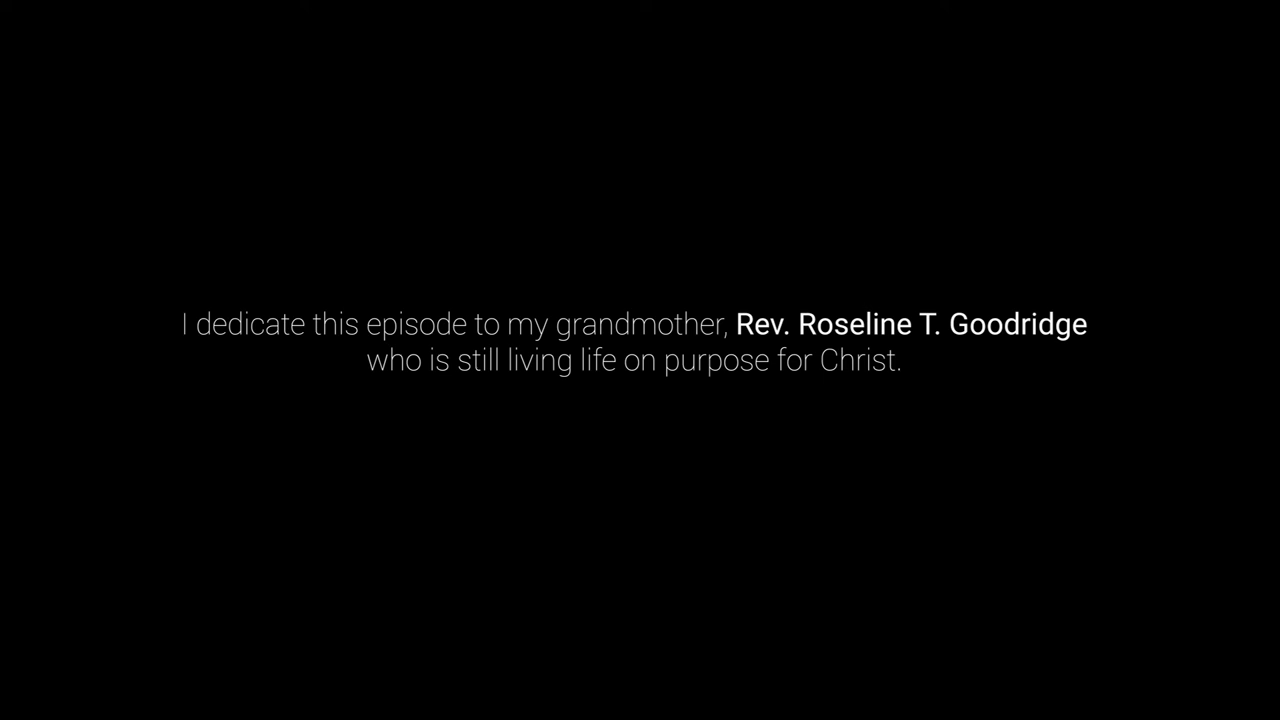 I dedicate this episode to my grandmother, Rev. Roseline T. Goodridge
who is still living life on purpose for Christ.